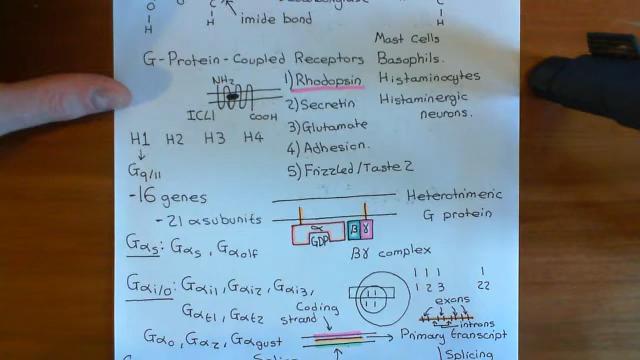 O
O
C
C
H
H
H
imide bond
Mast cells
G-Protein-Coupled Receptors
Basophils.
NH2
1) Rhodopsin
Histaminocytes
ICL1
COOH
2) Secretin
Histaminergic
neurons.
3) Glutamate
H1 H2 H3 H4
4) Adhesion.
Gq/11
5) Frizzled/Taste 2
-16 genes
-21 α subunits
Heterotrimeric
G protein
α
GDP
β γ
βγ complex
Gαs: Gαs, Gαolf
Gαi/o: Gαi1, Gαi2, Gαi3,
Gαt1, Gαt2
Gαo, Gαz, Gαgust
1 1 1 1
1 2 3 22
exons
introns
Coding
strand
Primary transcript
Splicing